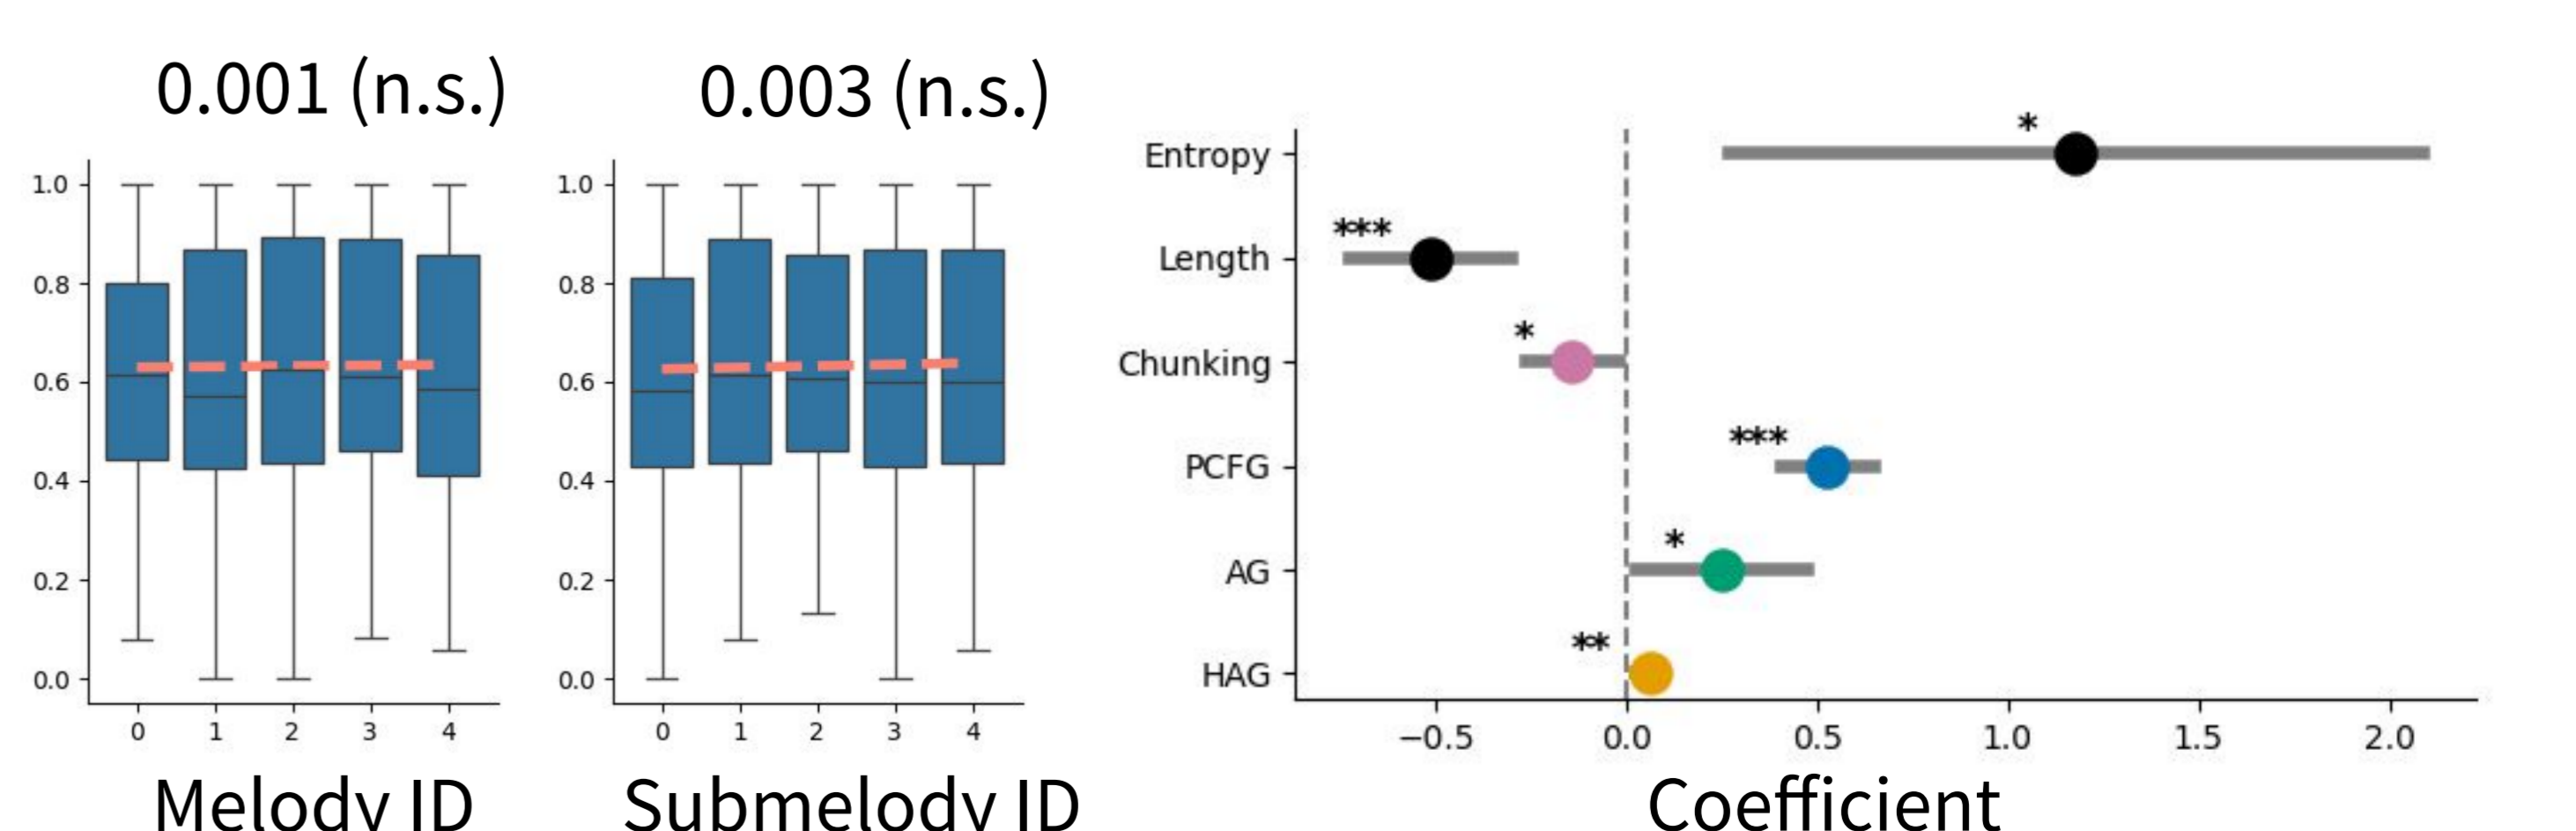 0.001 (n.s.)
1.0
0.8
0.6
0.4
0.2
0.0
0 1 2 3 4
Melody ID
0.003 (n.s.)
1.0
0.8
0.6
0.4
0.2
0.0
0 1 2 3 4
Submelody ID
*
Entropy
***
Length
*
Chunking
***
PCFG
*
AG
**
HAG
−0.5 0.0 0.5 1.0 1.5 2.0
Coefficient